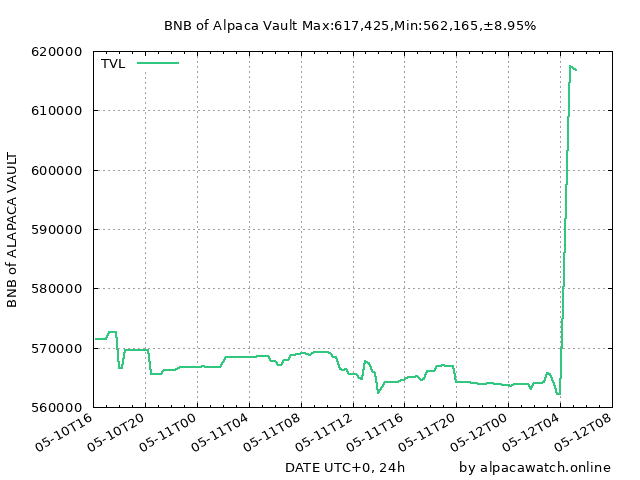 BNB of Alpaca Vault Max:617,425,Min:562,165,±8.95%
TVL
BNB of ALAPACA VAULT
620000
610000
600000
590000
580000
570000
560000
05-10T16
05-10T20
05-11T00
05-11T04
05-11T08
05-11T12
05-11T16
05-11T20
05-12T00
05-12T04
05-12T08
DATE UTC+0, 24h
by alpacawatch.online